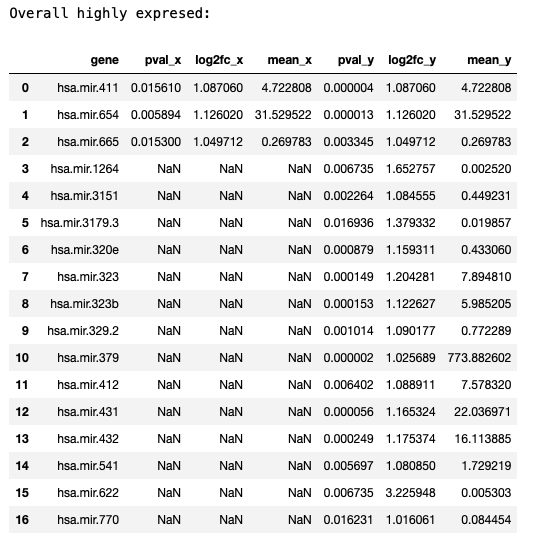 Overall highly expresed:
gene pval_x log2fc_x mean_x pval_y log2fc_y mean_y
0 hsa.mir.411 0.015610 1.087060 4.722808 0.000004 1.087060 4.722808
1 hsa.mir.654 0.005894 1.126020 31.529522 0.000013 1.126020 31.529522
2 hsa.mir.665 0.015300 1.049712 0.269783 0.003345 1.049712 0.269783
3 hsa.mir.1264 NaN NaN NaN 0.006735 1.652757 0.002520
4 hsa.mir.3151 NaN NaN NaN 0.002264 1.084555 0.449231
5 hsa.mir.3179.3 NaN NaN NaN 0.016936 1.379332 0.019857
6 hsa.mir.320e NaN NaN NaN 0.000879 1.159311 0.433060
7 hsa.mir.323 NaN NaN NaN 0.000149 1.204281 7.894810
8 hsa.mir.323b NaN NaN NaN 0.000153 1.122627 5.985205
9 hsa.mir.329.2 NaN NaN NaN 0.001014 1.090177 0.772289
10 hsa.mir.379 NaN NaN NaN 0.000002 1.025689 773.882602
11 hsa.mir.412 NaN NaN NaN 0.006402 1.088911 7.578320
12 hsa.mir.431 NaN NaN NaN 0.000056 1.165324 22.036971
13 hsa.mir.432 NaN NaN NaN 0.000249 1.175374 16.113885
14 hsa.mir.541 NaN NaN NaN 0.005697 1.080850 1.729219
15 hsa.mir.622 NaN NaN NaN 0.006735 3.225948 0.005303
16 hsa.mir.770 NaN NaN NaN 0.016231 1.016061 0.084454